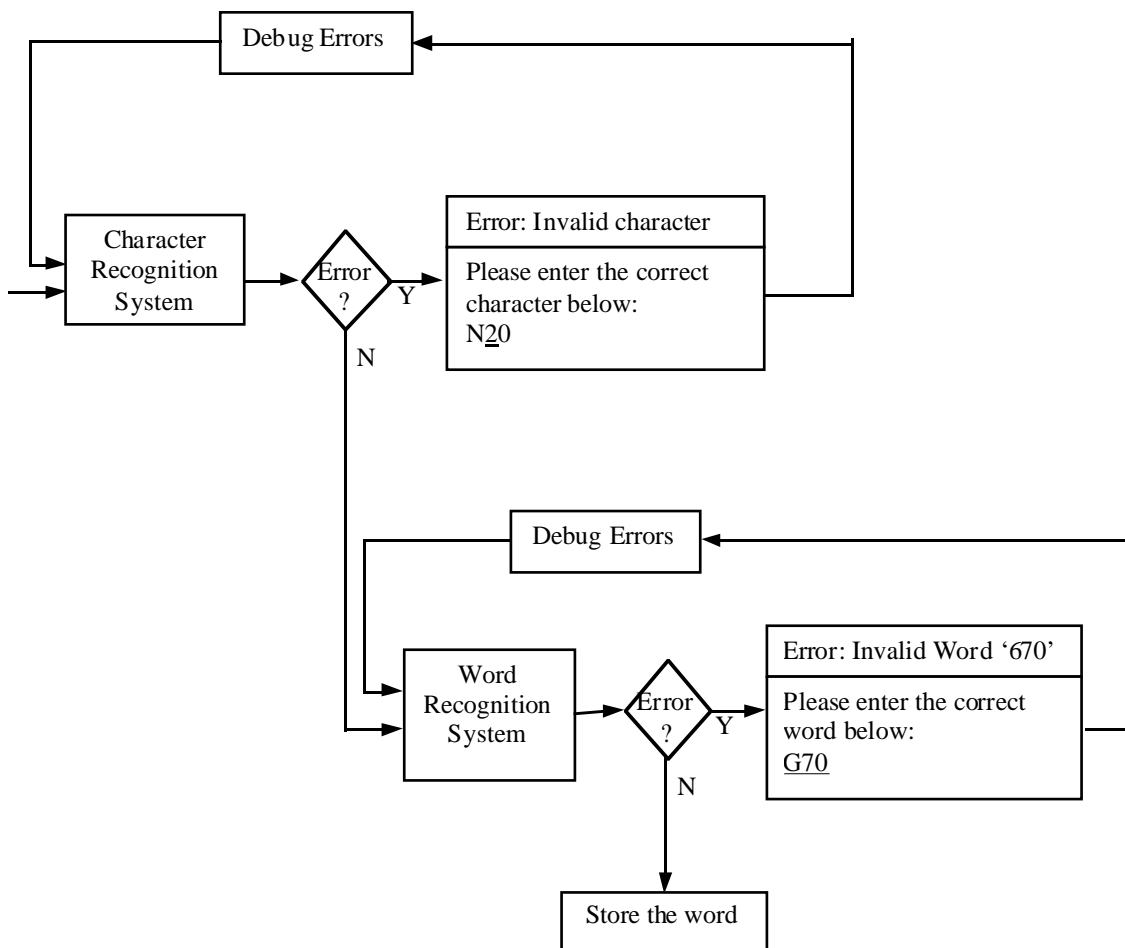 Debug Errors
Character
Recognition
System
Error
?
Y
N
Error: Invalid character
Please enter the correct
character below:
N20
Debug Errors
Word
Recognition
System
Error
?
Y
N
Error: Invalid Word ‘670’
Please enter the correct
word below:
G70
Store the word